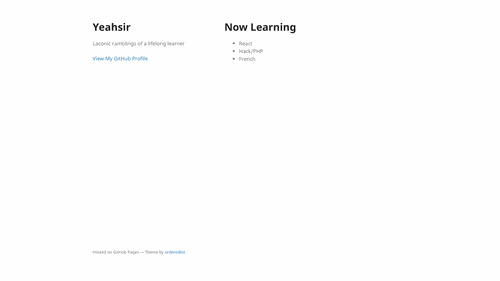 Yeahsir
Laconic ramblings of a lifelong learner
View My GitHub Profile
Now Learning
React
Hack/PHP
French
Hosted on GitHub Pages — Theme by orderedlist